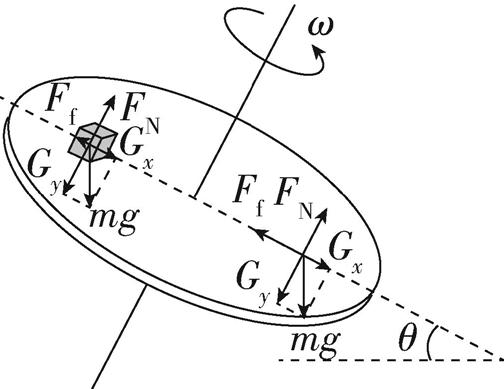 ω
F_f F_N
G_y G_x
mg
F_f F_N
G_y G_x
mg
θ